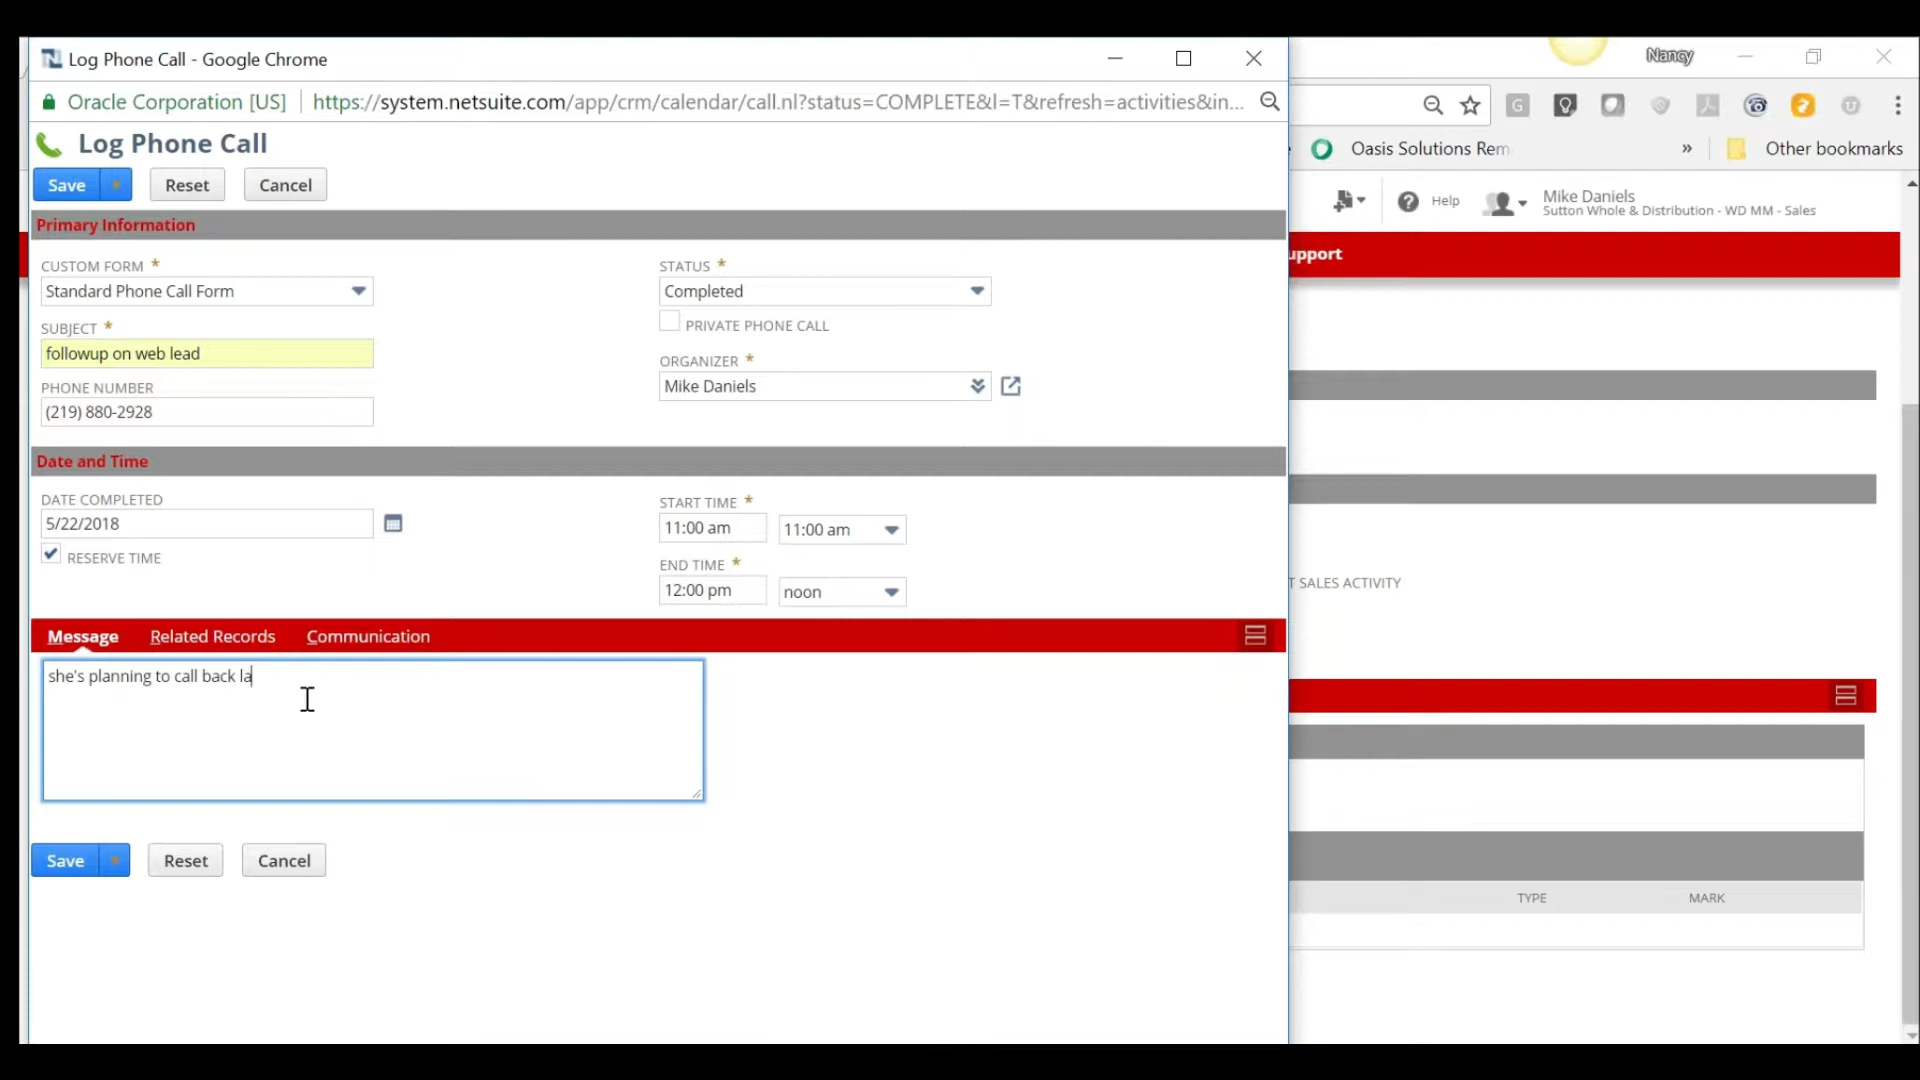 Log Phone Call - Google Chrome
Nancy
Oracle Corporation [US] https://system.netsuite.com/app/crm/calendar/call.nl?status=COMPLETE&l=T&refresh=activities&in...
Log Phone Call
Oasis Solutions Rem
» Other bookmarks
Save Reset Cancel
Help
Mike Daniels
Sutton Whole & Distribution - WD MM - Sales
Primary Information
upport
CUSTOM FORM *
Standard Phone Call Form
STATUS *
Completed
PRIVATE PHONE CALL
SUBJECT *
followup on web lead
ORGANIZER *
Mike Daniels
PHONE NUMBER
(219) 880-2928
Date and Time
DATE COMPLETED
5/22/2018
RESERVE TIME
START TIME *
11:00 am 11:00 am
END TIME *
12:00 pm noon
T SALES ACTIVITY
Message Related Records Communication
she's planning to call back la
Save Reset Cancel
TYPE MARK